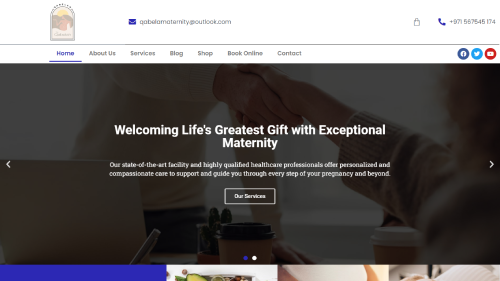 qabelamaternity@outlook.com
+971 567545 174
Home
About Us
Services
Blog
Shop
Book Online
Contact
Welcoming Life's Greatest Gift with Exceptional
Maternity
Our state-of-the-art facility and highly qualified healthcare professionals offer personalized and
compassionate care to support and guide you through every step of your pregnancy and beyond.
Our Services